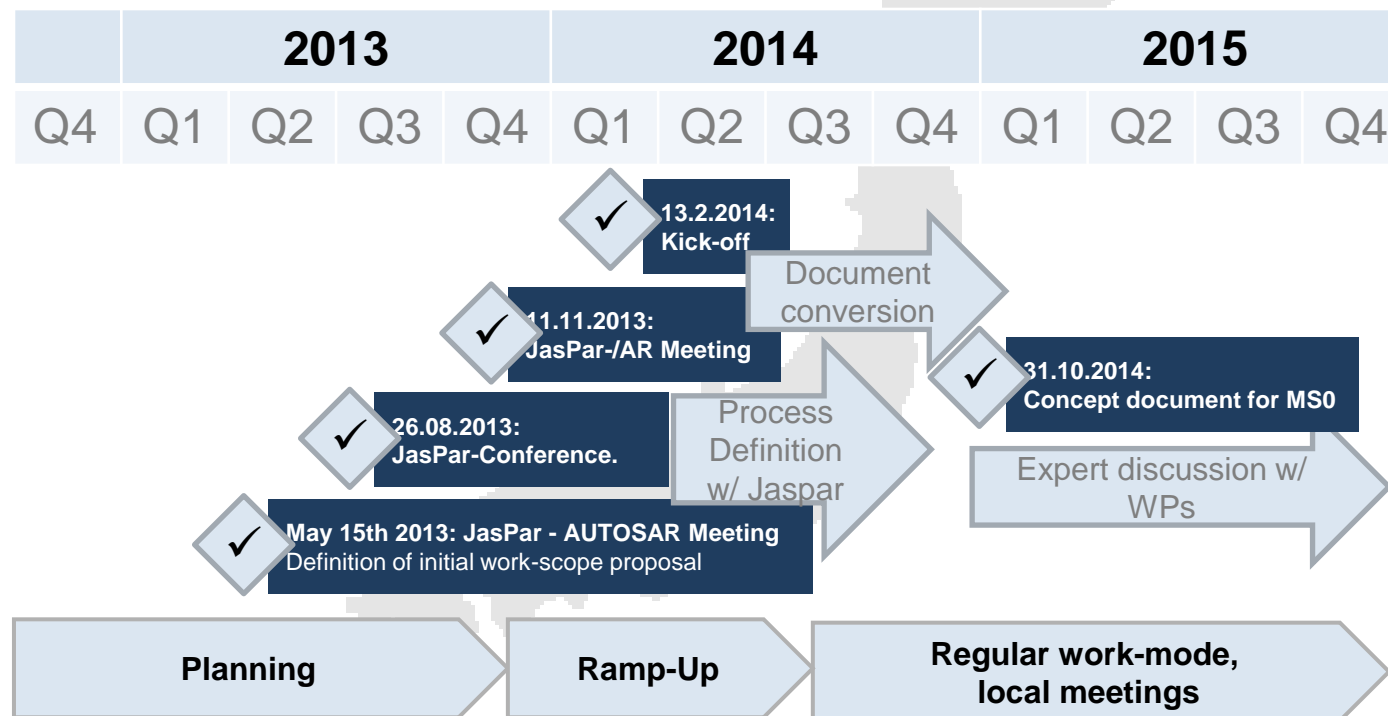 2013 2014 2015
Q4 Q1 Q2 Q3 Q4 Q1 Q2 Q3 Q4 Q1 Q2 Q3 Q4
✓
13.2.2014:
Kick-off
Document
conversion
✓
11.11.2013:
JasPar-/AR Meeting
✓
31.10.2014:
Concept document for MS0
✓
26.08.2013:
JasPar-Conference.
Process
Definition
w/ Jaspar
Expert discussion w/
WPs
✓
May 15th 2013: JasPar - AUTOSAR Meeting
Definition of initial work-scope proposal
Planning
Ramp-Up
Regular work-mode,
local meetings